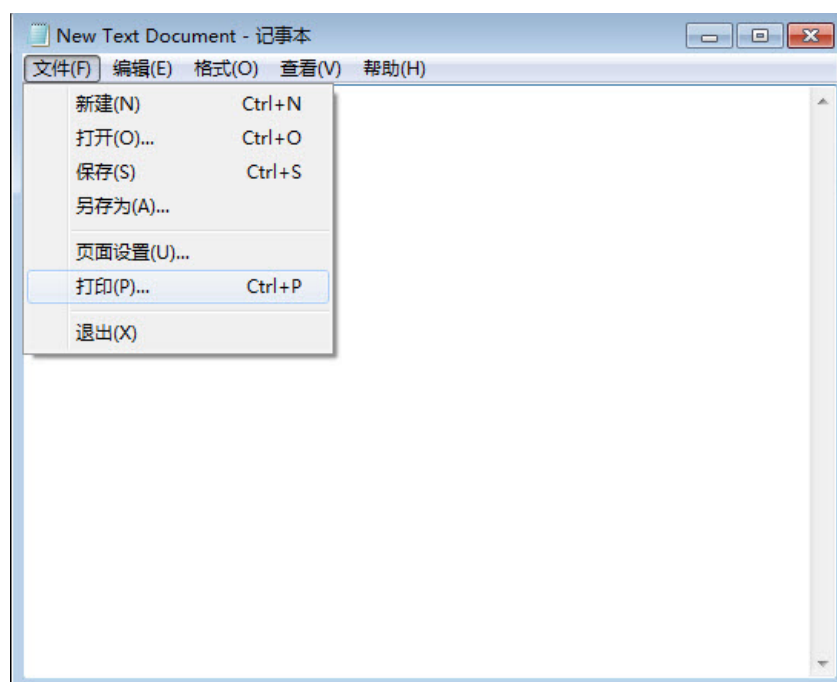 New Text Document - 记事本
文件(F) 编辑(E) 格式(O) 查看(V) 帮助(H)
新建(N) Ctrl+N
打开(O)... Ctrl+O
保存(S) Ctrl+S
另存为(A)...
页面设置(U)...
打印(P)... Ctrl+P
退出(X)